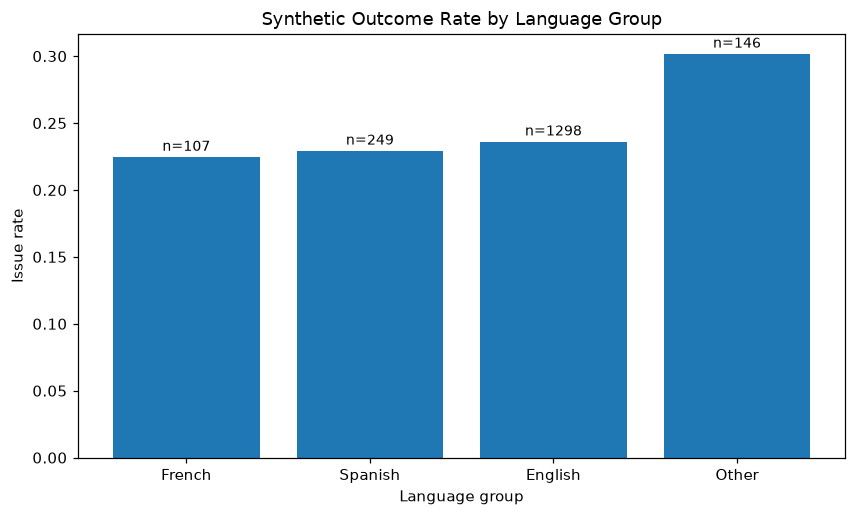 Synthetic Outcome Rate by Language Group
Issue rate
0.30
0.25
0.20
0.15
0.10
0.05
0.00
n=107
n=249
n=1298
n=146
French
Spanish
English
Other
Language group